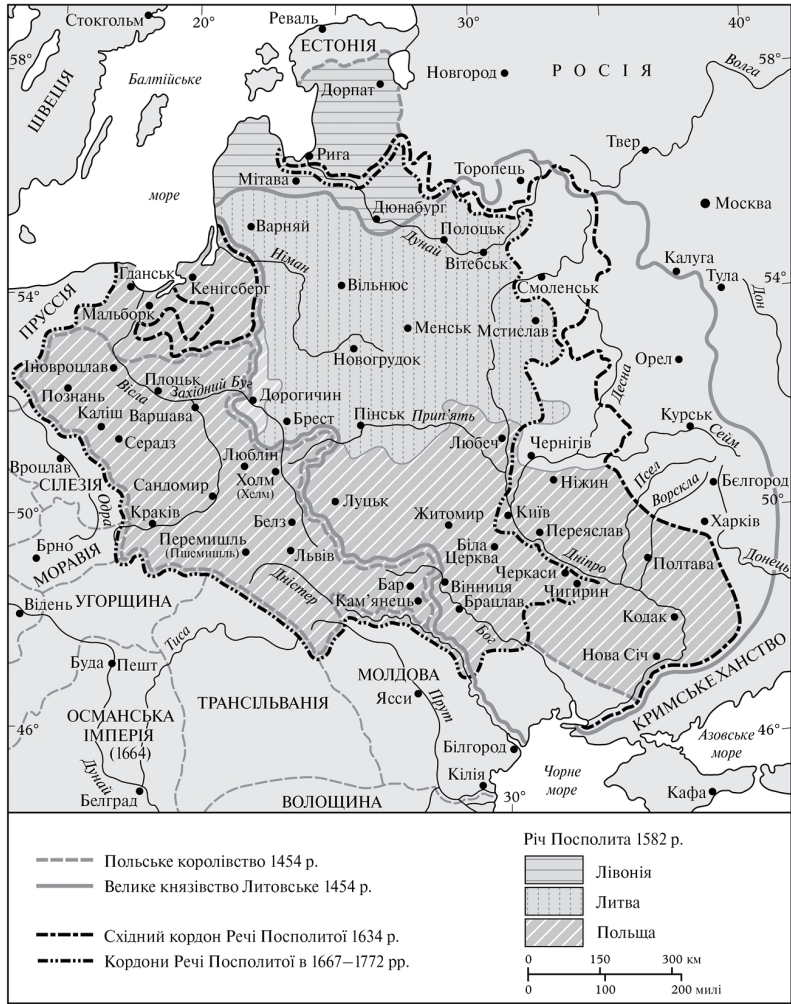 Стокгольм
20°
Реваль
30°
40°
ЕСТОНІЯ
58°
58°
Балтійське
Новгород
РОСІЯ
Волга
ШВЕЦІЯ
Дорпат
Твер
Рига
Торопець
Мітава
море
Москва
Дюнабург
Варняй
Полоцьк
Дунай
Вітебськ
Калуга
Німан
Гданськ
Кенігсберг
Тула
54°
54°
Вільнюс
Смоленськ
Дон
ПРУССІЯ
Мальборк
Менськ
Мстислав
Новогрудок
Орел
Іновроцлав
Плоцьк
Західний Буг
Десна
Вісла
Познань
Дорогичин
Каліш
Варшава
Брест
Пінськ
Прип’ять
Курськ
Серадз
Любеч
Чернігів
Сейм
Вроцлав
Люблін
Псел
СІЛЕЗІЯ
Холм
(Хелм)
Ніжин
Ворскла
Бєлгород
Сандомир
Луцьк
50°
50°
Одра
Краків
Белз
Житомир
Київ
Харків
Переяслав
Брно
Перемишль
(Пшемишль)
Львів
Біла
Церква
Дніпро
Донець
МОРАВІЯ
Полтава
Черкаси
Дністер
Бар
Вінниця
Чигирин
Відень
УГОРЩИНА
Кам’янець
Брацлав
Кодак
Бог
Тиса
Нова Січ
Буда
Пешт
МОЛДОВА
КРИМСЬКЕ ХАНСТВО
ТРАНСІЛЬВАНІЯ
Ясси
Прут
ОСМАНСЬКА
ІМПЕРІЯ
(1664)
46°
46°
Азовське
море
Білгород
Дунай
Чорне
море
Кілія
Белград
ВОЛОЩИНА
30°
Кафа
Польське королівство 1454 р.
Велике князівство Литовське 1454 р.
Східний кордон Речі Посполитої 1634 р.
Кордони Речі Посполитої в 1667–1772 рр.
Річ Посполита 1582 р.
Лівонія
Литва
Польща
0 150 300 км
0 100 200 милі